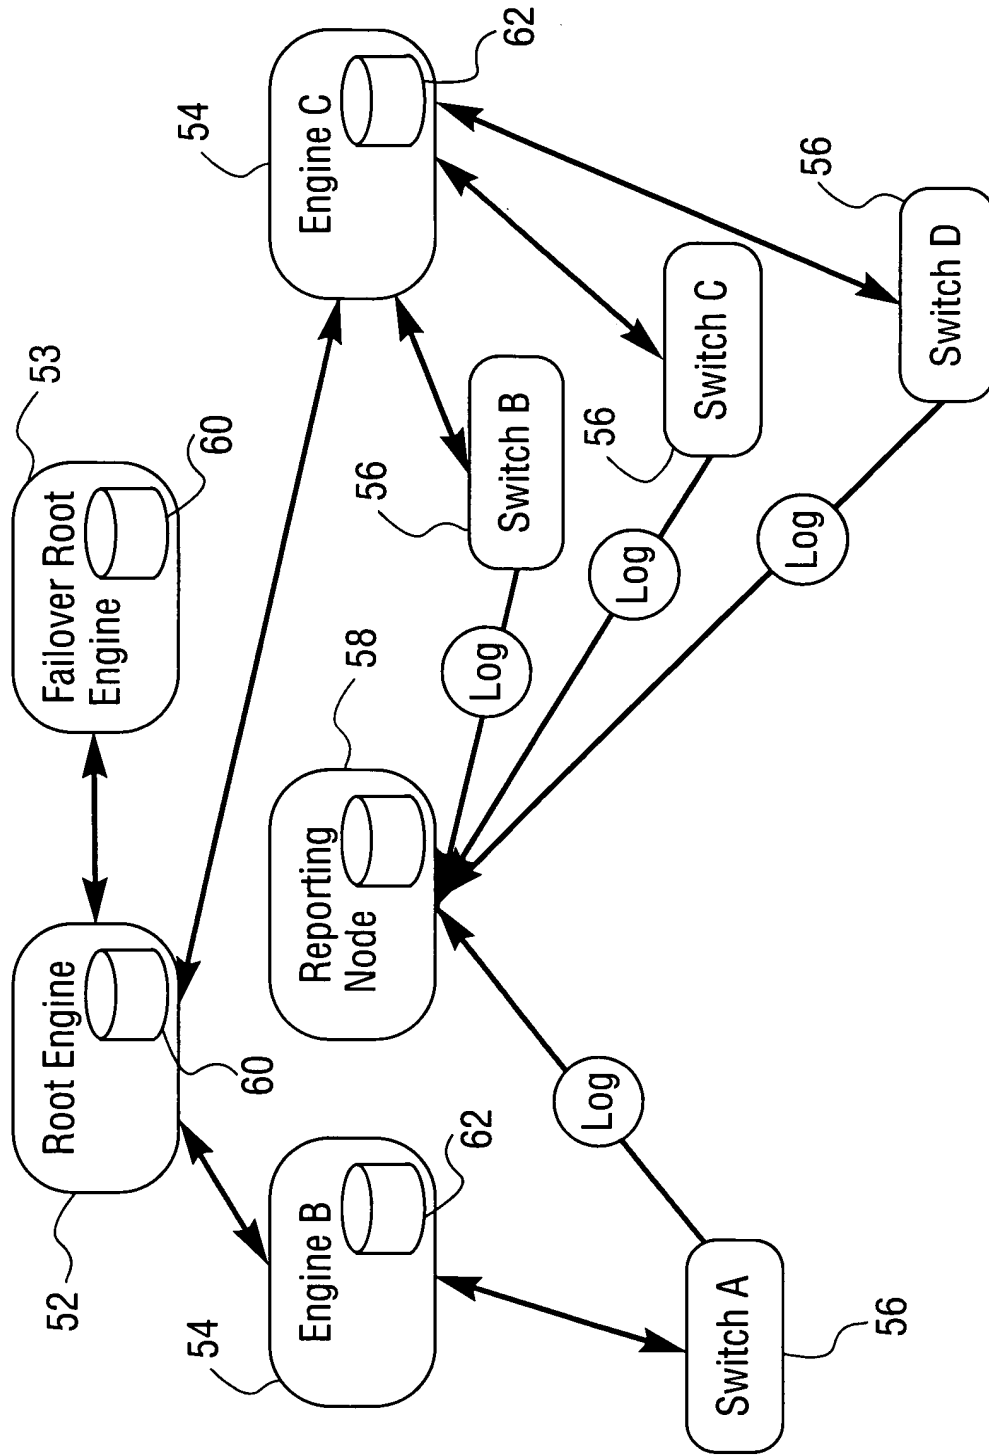 52
Root Engine
60
Failover Root
Engine
53
60
54
Engine B
62
Reporting
Node
58
54
Engine C
62
56
Switch B
Log
56
Switch C
Log
Log
Log
56
Switch D
Switch A
56